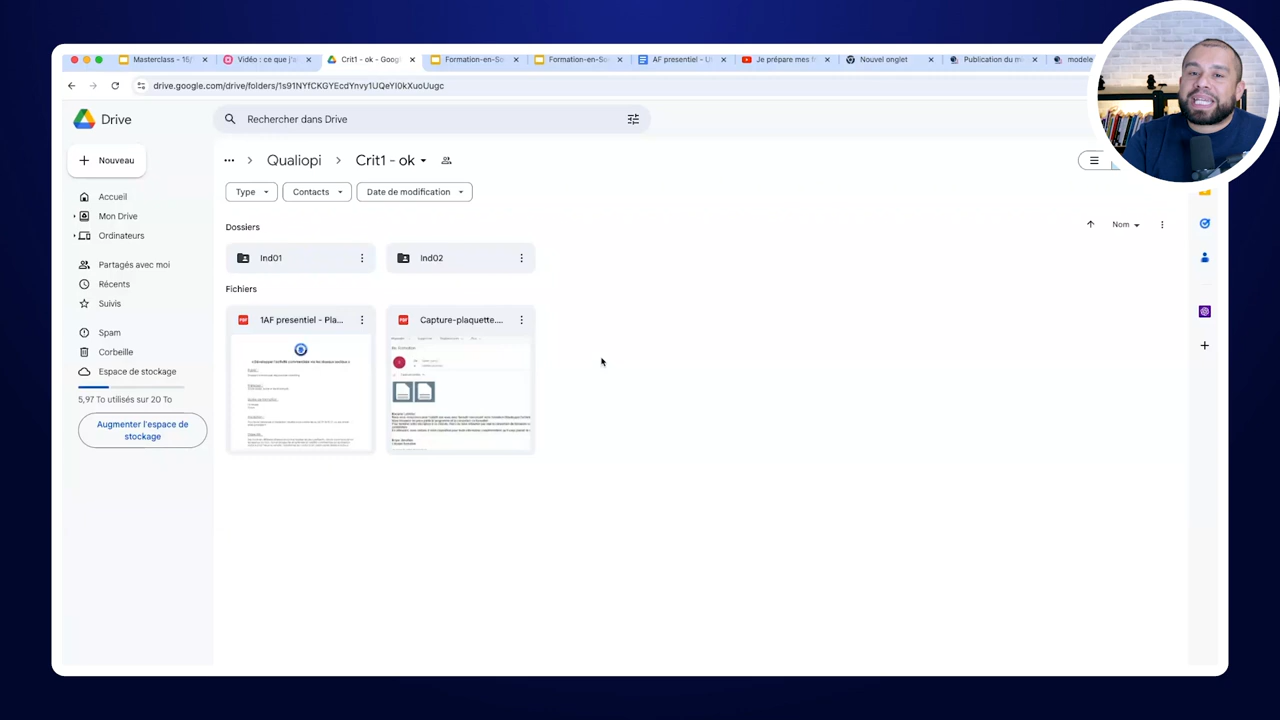 Masterclass - 15/
Vidéo : ce que j'a
Crit1 - ok - Goog
Formation-en-So
Formation-en-So
AF presentiel - U
Je prépare mes f
Nouvel onglet
Publication du m
modele
drive.google.com/drive/folders/1s91NYfCKGYEcdYnvy1UQeYI0kXuoUugc
Drive
Rechercher dans Drive
Nouveau
Qualiopi
Crit1 - ok
Type
Contacts
Date de modification
Accueil
Mon Drive
Ordinateurs
Partagés avec moi
Récents
Suivis
Spam
Corbeille
Espace de stockage
5,97 To utilisés sur 20 To
Augmenter l'espace de
stockage
Dossiers
Nom
Ind01
Ind02
Fichiers
PDF
1AF presentiel - Pla...
PDF
Capture-plaquette....